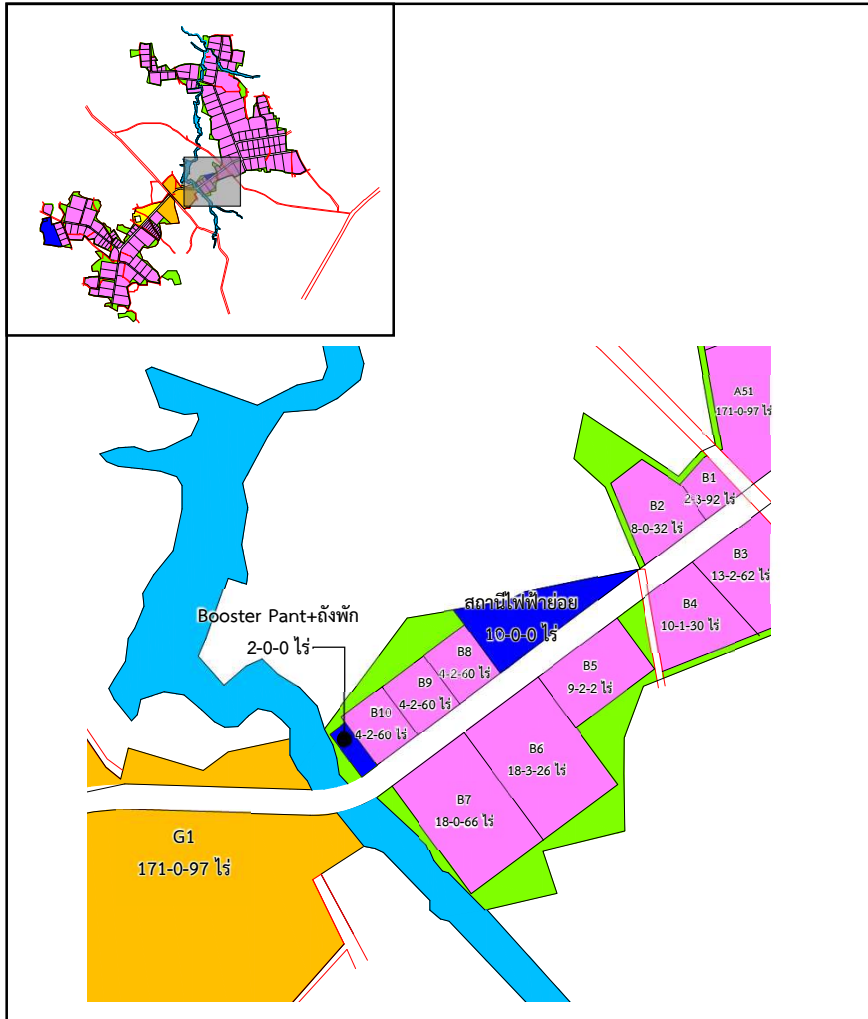 A51
171-0-97 ไร่
B1
2-3-92 ไร่
B2
8-0-32 ไร่
B3
13-2-62 ไร่
B4
10-1-30 ไร่
สถานีไฟฟ้าย่อย
10-0-0 ไร่
Booster Pant+ถังพัก
2-0-0 ไร่
B8
4-2-60 ไร่
B5
9-2-2 ไร่
B9
4-2-60 ไร่
B10
4-2-60 ไร่
B6
18-3-26 ไร่
B7
18-0-66 ไร่
G1
171-0-97 ไร่